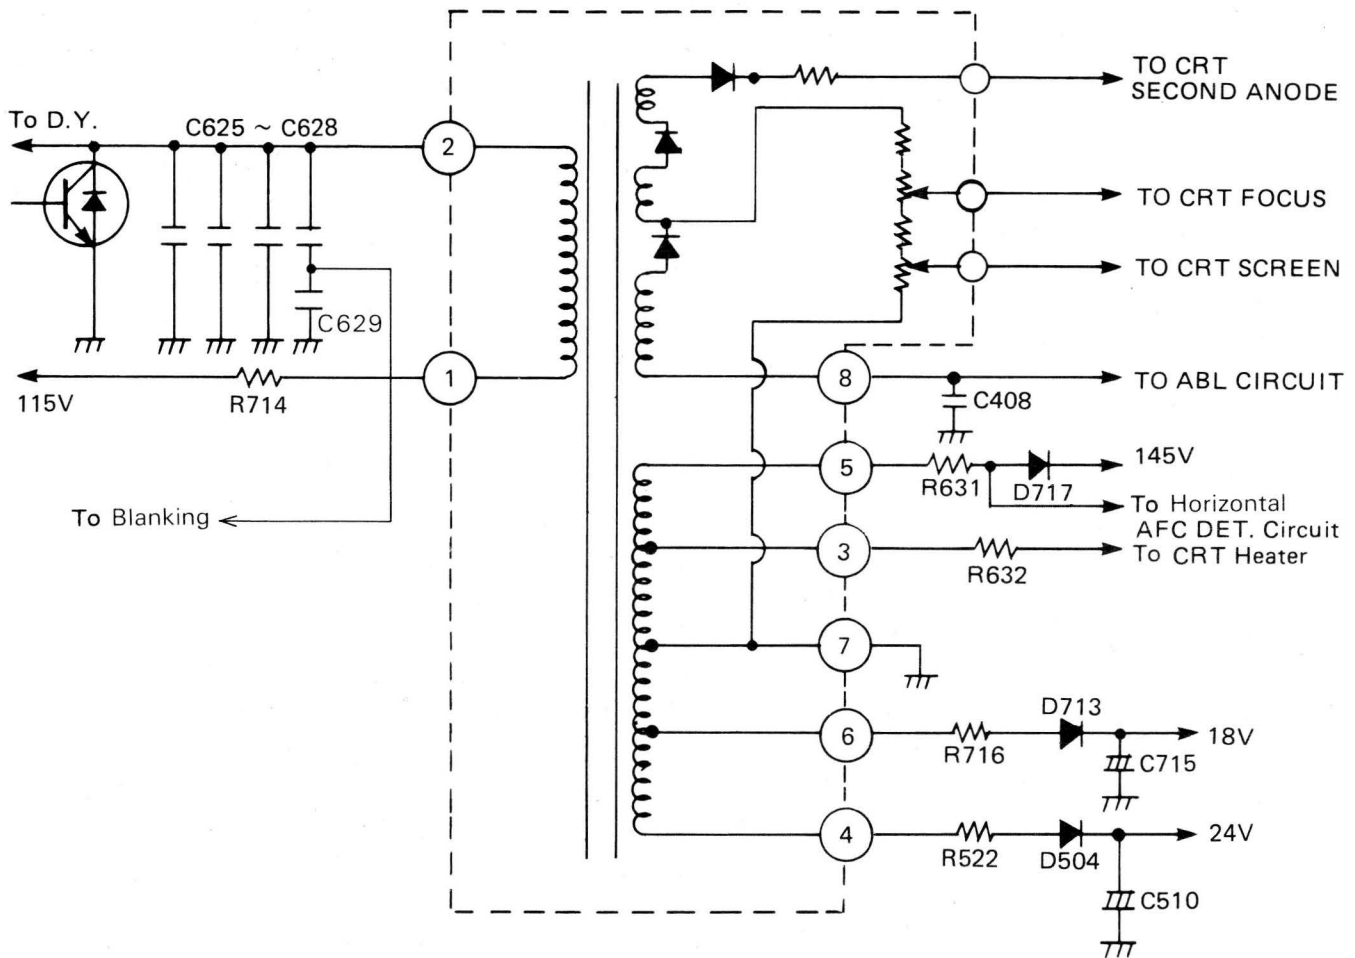 TO CRT
SECOND ANODE
To D.Y.
C625 ~ C628
2
TO CRT FOCUS
TO CRT SCREEN
C629
1
8
TO ABL CIRCUIT
115V
R714
C408
5
145V
R631
D717
To Horizontal
AFC DET. Circuit
To Blanking
3
To CRT Heater
R632
7
D713
6
18V
R716
C715
4
24V
R522
D504
C510